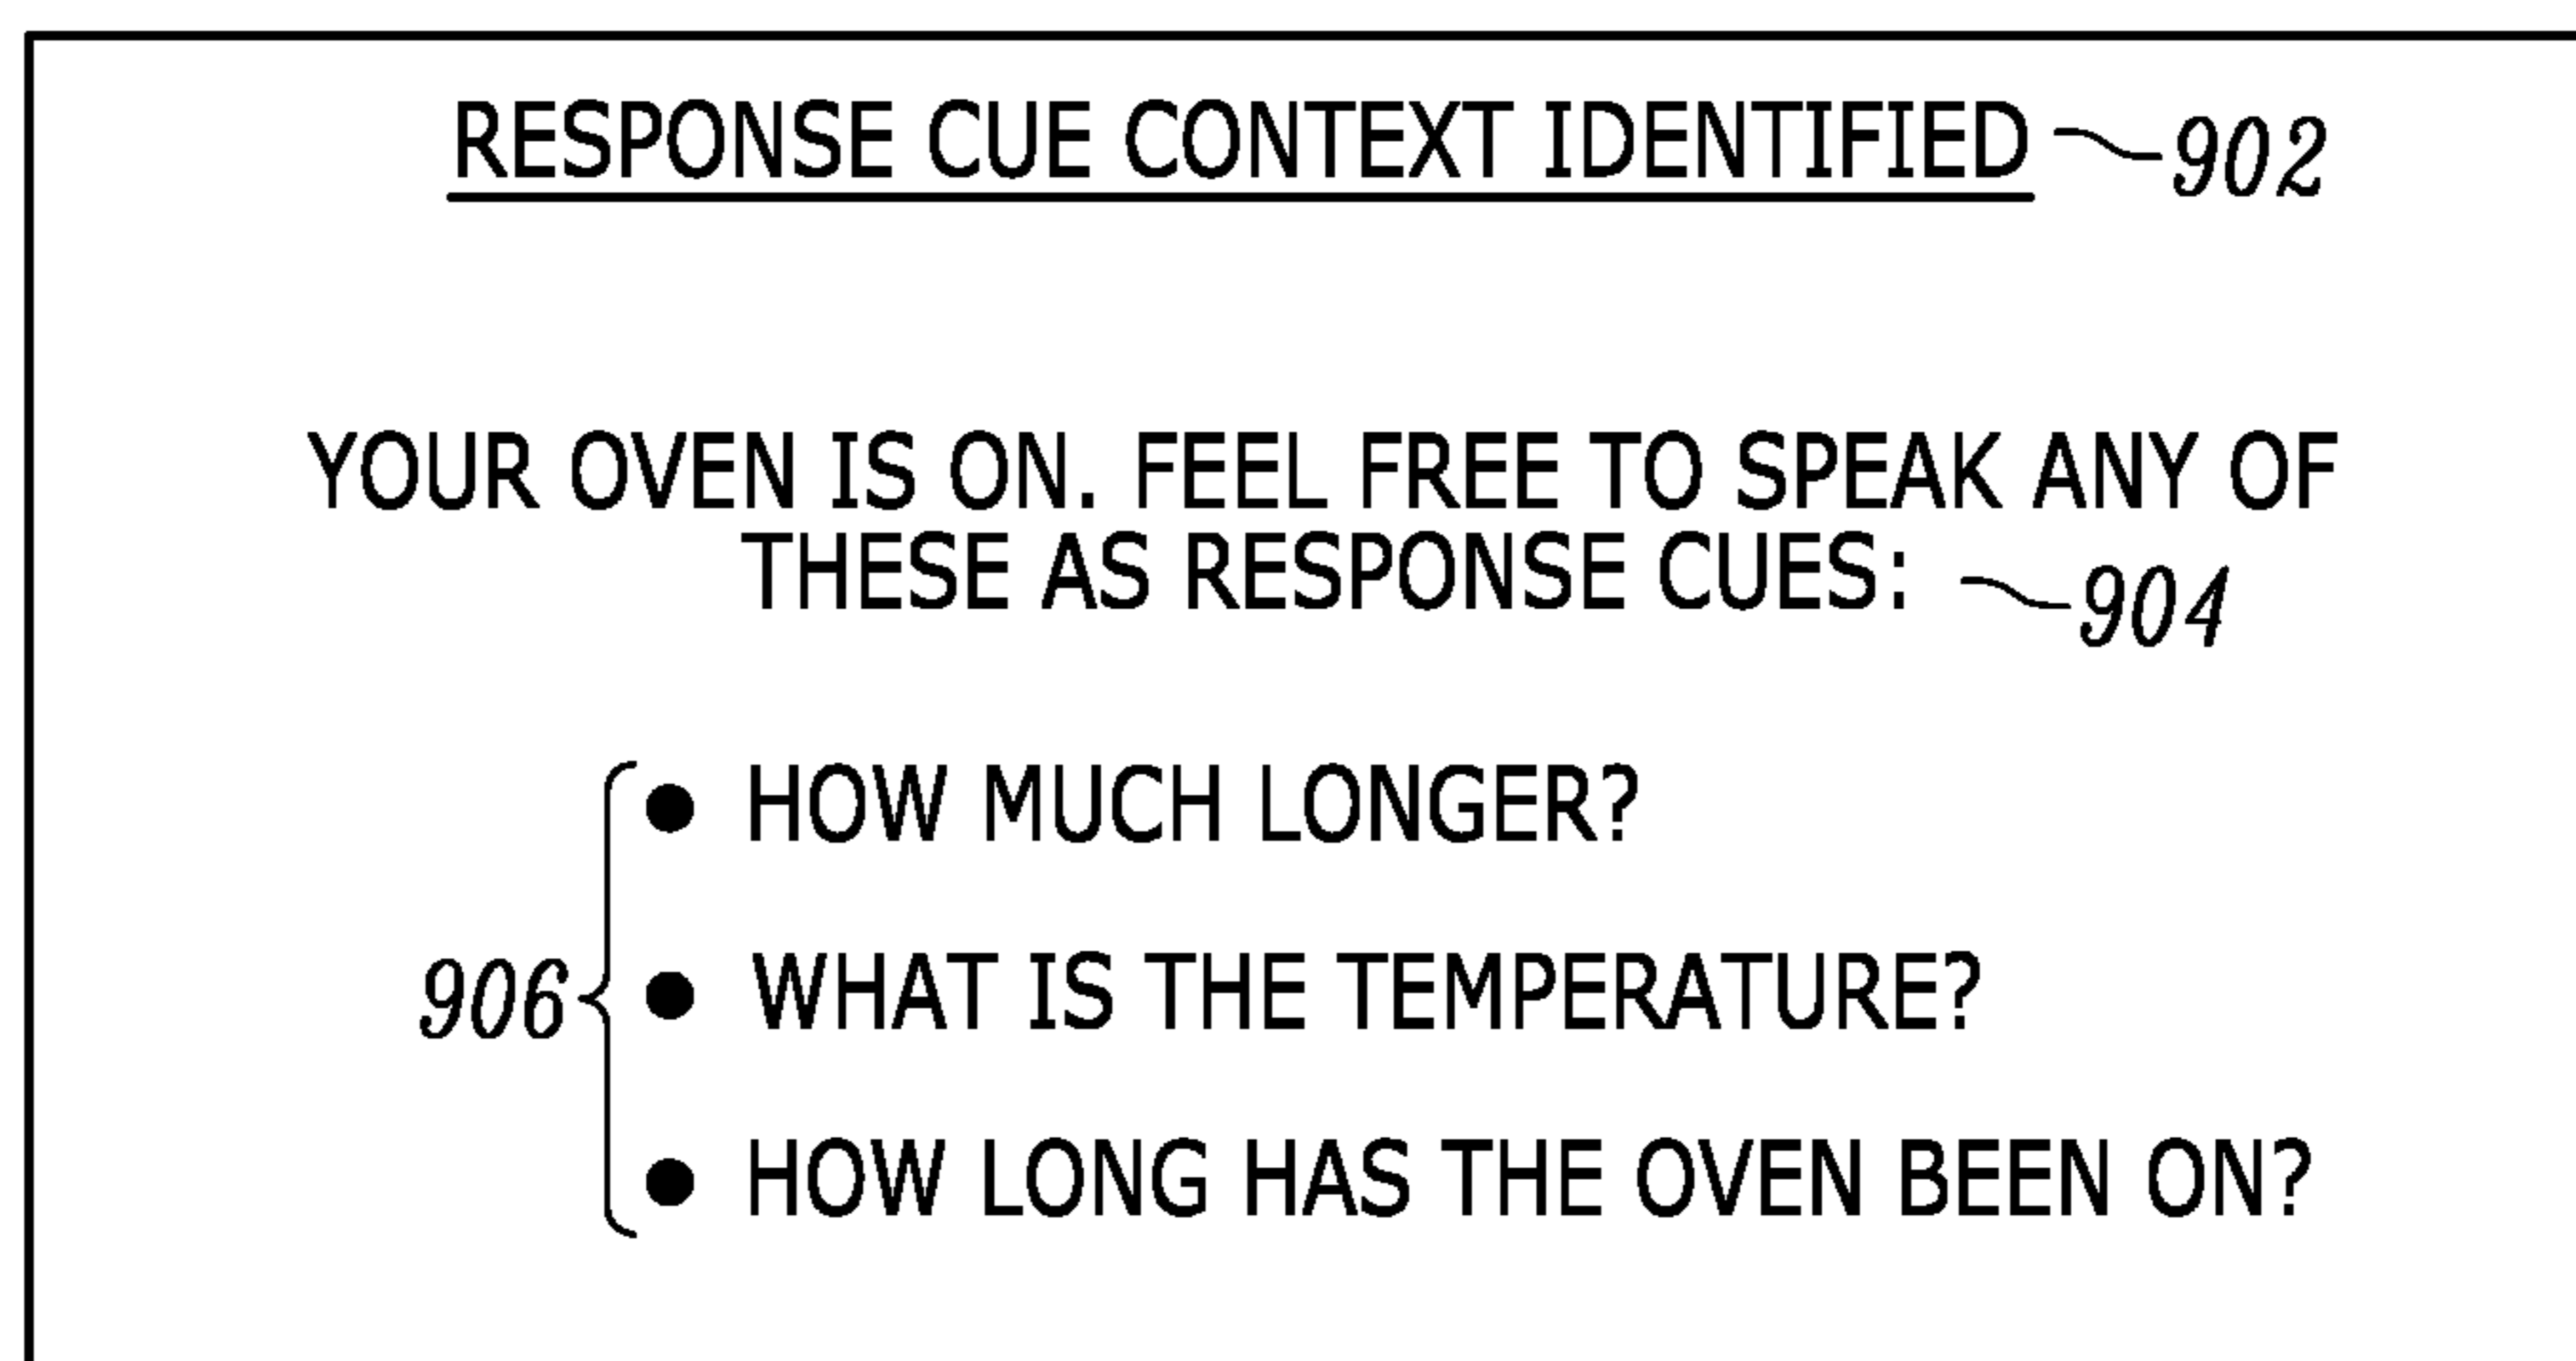 RESPONSE CUE CONTEXT IDENTIFIED 902
YOUR OVEN IS ON. FEEL FREE TO SPEAK ANY OF
THESE AS RESPONSE CUES: 904
• HOW MUCH LONGER?
906 • WHAT IS THE TEMPERATURE?
• HOW LONG HAS THE OVEN BEEN ON?